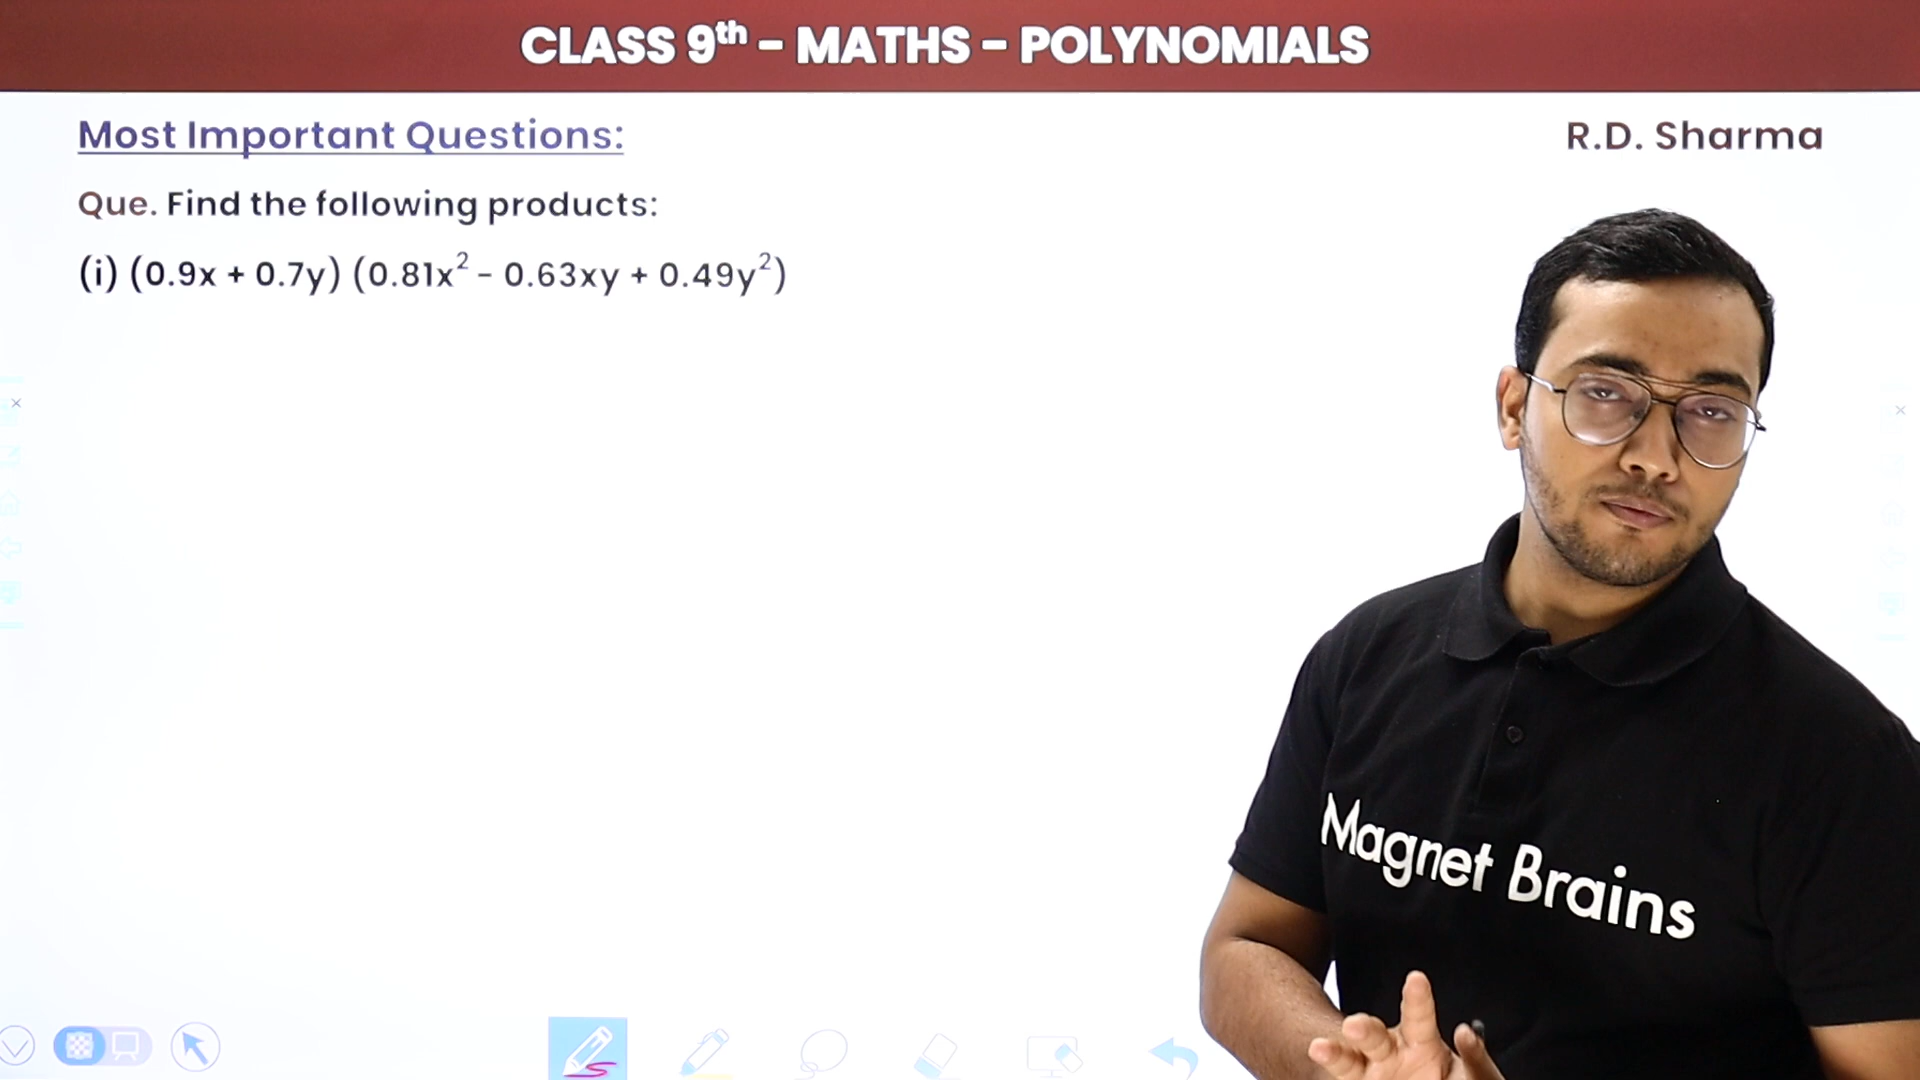 CLASS 9th - MATHS - POLYNOMIALS
Most Important Questions:
R.D. Sharma
Que. Find the following products:
(i) (0.9x + 0.7y) (0.81x² - 0.63xy + 0.49y²)
Magnet Brains